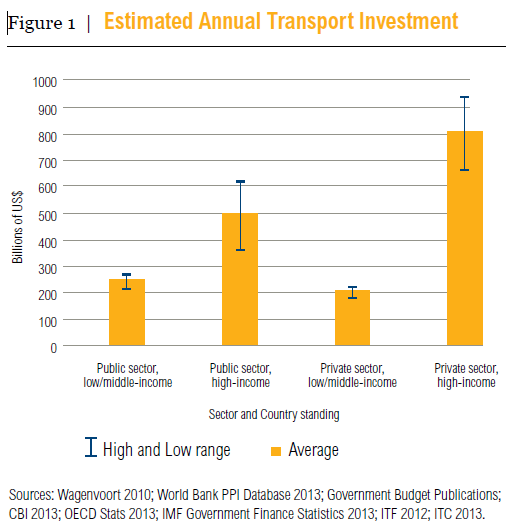 Figure 1 | Estimated Annual Transport Investment
1000
900
800
700
600
500
400
300
200
100
0
Billions of US$
Public sector,
low/middle-income
Public sector,
high-income
Private sector,
low/middle-income
Private sector,
high-income
Sector and Country standing
High and Low range
Average
Sources: Wagenvoort 2010; World Bank PPI Database 2013; Government Budget Publications;
CBI 2013; OECD Stats 2013; IMF Government Finance Statistics 2013; ITF 2012; ITC 2013.